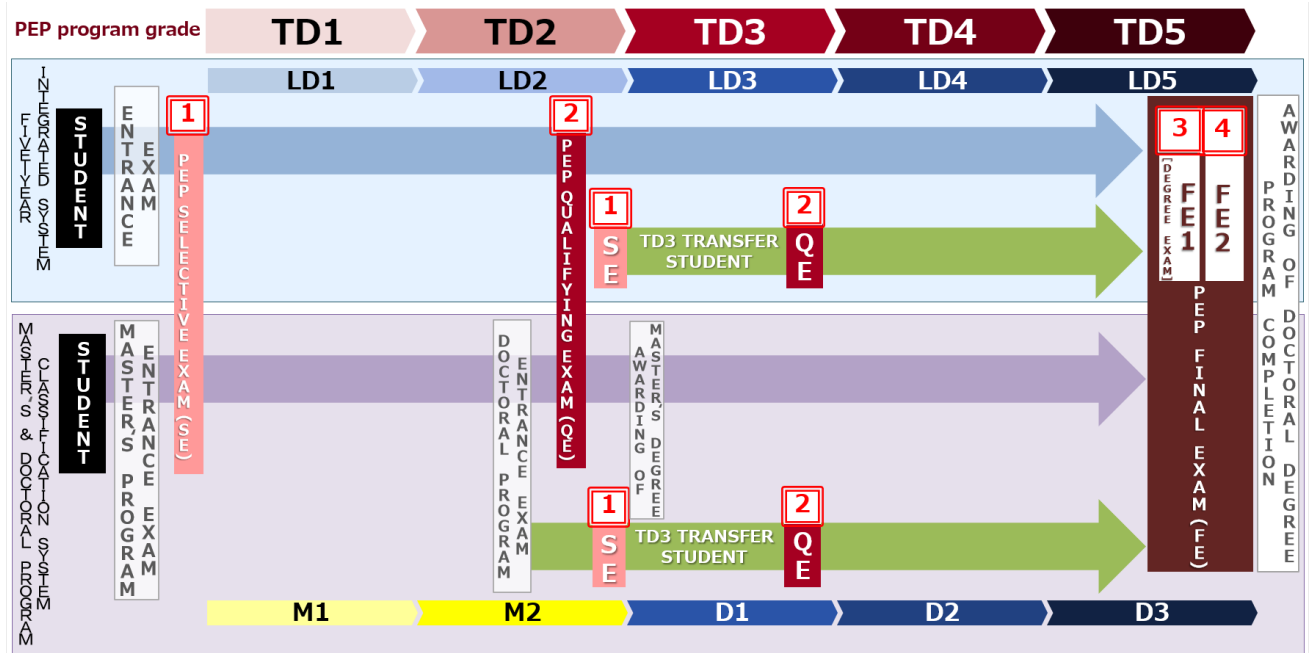 PEP program grade
TD1
TD2
TD3
TD4
TD5
LD1
LD2
LD3
LD4
LD5
FIVE-YEAR
INTEGRATED SYSTEM
STUDENT
ENTRANCE
EXAM
1
PEP SELECTIVE EXAM (SE)
2
PEP QUALIFYING EXAM (QE)
1
SE
TD3 TRANSFER
STUDENT
2
QE
3
4
[DEGREE EXAM]
FE1
FE2
PEP FINAL EXAM (FE)
AWARDING OF DOCTORAL DEGREE
PROGRAM COMPLETION
MASTER'S & DOCTORAL PROGRAM
CLASSIFICATION SYSTEM
STUDENT
MASTER'S PROGRAM
ENTRANCE EXAM
DOCTORAL PROGRAM
ENTRANCE EXAM
AWARDING OF
MASTER'S DEGREE
1
SE
TD3 TRANSFER
STUDENT
2
QE
M1
M2
D1
D2
D3